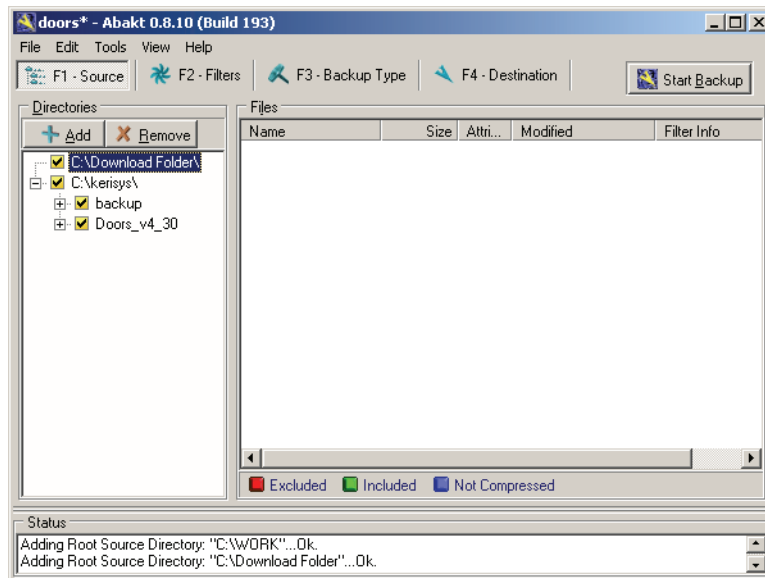 doors* - Abakt 0.8.10 (Build 193)
File Edit Tools View Help
F1 - Source F2 - Filters F3 - Backup Type F4 - Destination Start Backup
Directories
Files
Add Remove
Name Size Attri... Modified Filter Info
C:\Download Folder\
C:\kerisys\
backup
Doors_v4_30
Excluded Included Not Compressed
Status
Adding Root Source Directory: "C:\WORK"...Ok.
Adding Root Source Directory: "C:\Download Folder"...Ok.